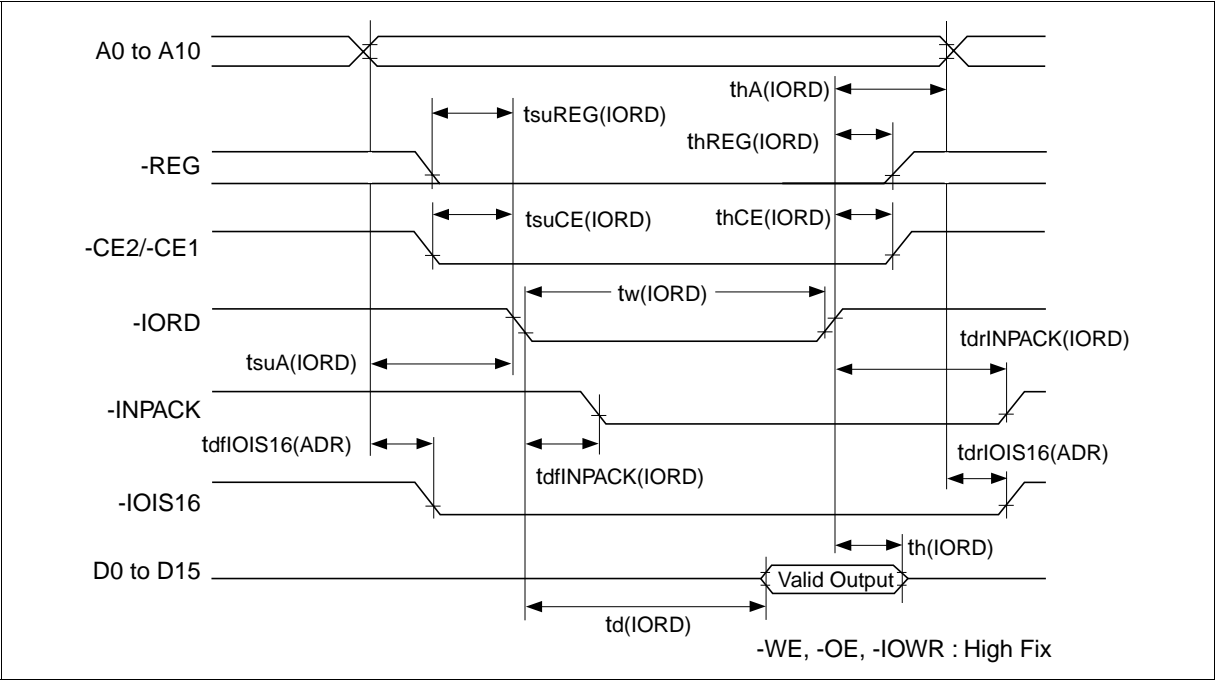 A0 to A10
thA(IORD)
tsuREG(IORD)
thREG(IORD)
-REG
tsuCE(IORD)
thCE(IORD)
-CE2/-CE1
tw(IORD)
-IORD
tdrINPACK(IORD)
tsuA(IORD)
-INPACK
tdfIOIS16(ADR)
tdrIOIS16(ADR)
tdfINPACK(IORD)
-IOIS16
th(IORD)
D0 to D15
Valid Output
td(IORD)
-WE, -OE, -IOWR : High Fix